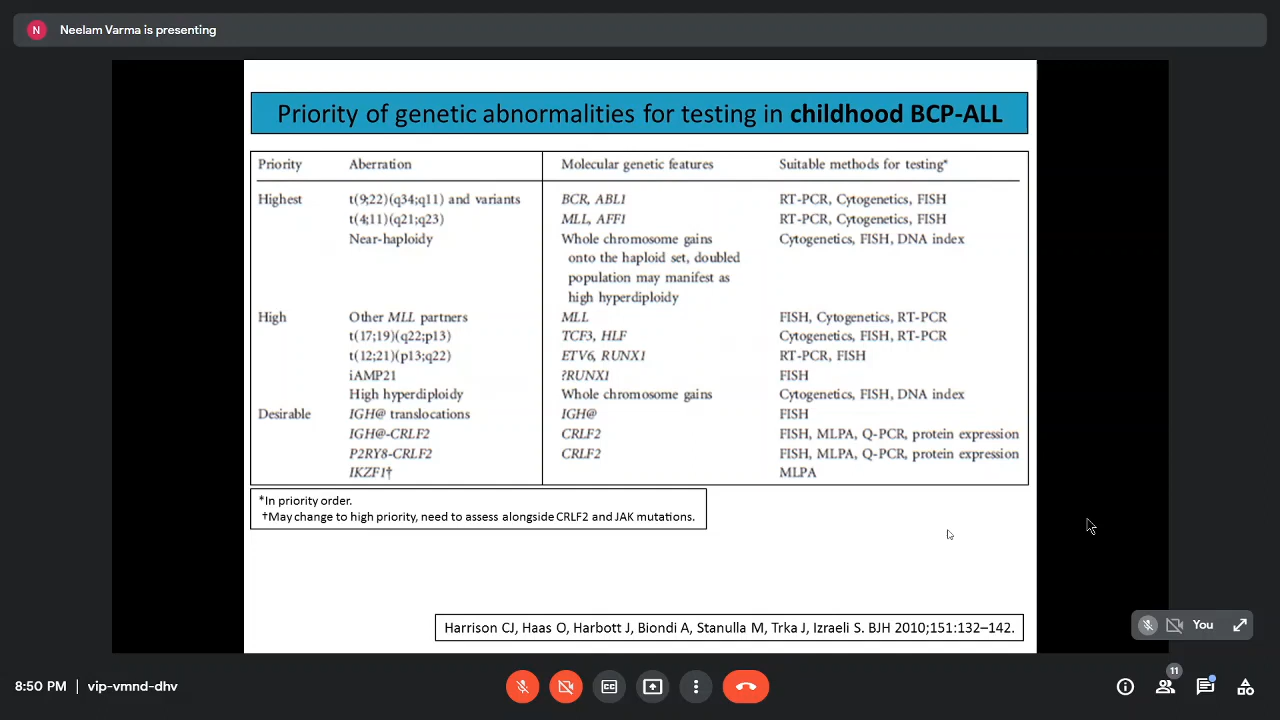 N Neelam Varma is presenting
Priority of genetic abnormalities for testing in childhood BCP-ALL
Priority Aberration Molecular genetic features Suitable methods for testing*
Highest t(9;22)(q34;q11) and variants BCR, ABL1 RT-PCR, Cytogenetics, FISH
t(4;11)(q21;q23) MLL, AFF1 RT-PCR, Cytogenetics, FISH
Near-haploidy Whole chromosome gains Cytogenetics, FISH, DNA index
onto the haploid set, doubled
population may manifest as
high hyperdiploidy
High Other MLL partners MLL FISH, Cytogenetics, RT-PCR
t(17;19)(q22;p13) TCF3, HLF Cytogenetics, FISH, RT-PCR
t(12;21)(p13;q22) ETV6, RUNX1 RT-PCR, FISH
iAMP21 ?RUNX1 FISH
High hyperdiploidy Whole chromosome gains Cytogenetics, FISH, DNA index
Desirable IGH@ translocations IGH@ FISH
IGH@-CRLF2 CRLF2 FISH, MLPA, Q-PCR, protein expression
P2RY8-CRLF2 CRLF2 FISH, MLPA, Q-PCR, protein expression
IKZF1† MLPA
*In priority order.
†May change to high priority, need to assess alongside CRLF2 and JAK mutations.
Harrison CJ, Haas O, Harbott J, Biondi A, Stanulla M, Trka J, Izraeli S. BJH 2010;151:132–142.
You
8:50 PM | vip-vmnd-dhv
CC
11